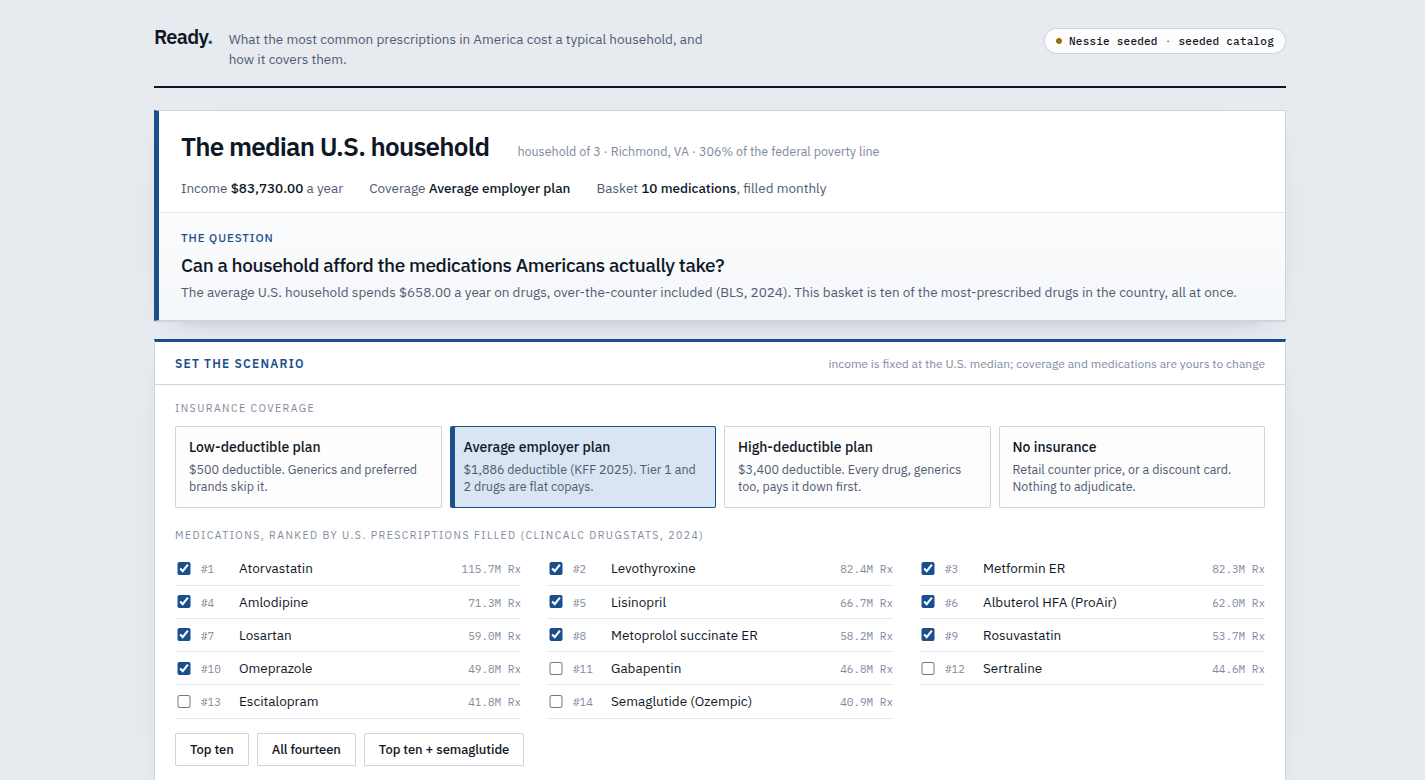 Ready.
What the most common prescriptions in America cost a typical household, and
how it covers them.
Nessie seeded · seeded catalog
The median U.S. household
household of 3 · Richmond, VA · 306% of the federal poverty line
Income $83,730.00 a year
Coverage Average employer plan
Basket 10 medications, filled monthly
THE QUESTION
Can a household afford the medications Americans actually take?
The average U.S. household spends $658.00 a year on drugs, over-the-counter included (BLS, 2024). This basket is ten of the most-prescribed drugs in the country, all at once.
SET THE SCENARIO
income is fixed at the U.S. median; coverage and medications are yours to change
INSURANCE COVERAGE
Low-deductible plan
$500 deductible. Generics and preferred
brands skip it.
Average employer plan
$1,886 deductible (KFF 2025). Tier 1 and
2 drugs are flat copays.
High-deductible plan
$3,400 deductible. Every drug, generics
too, pays it down first.
No insurance
Retail counter price, or a discount card.
Nothing to adjudicate.
MEDICATIONS, RANKED BY U.S. PRESCRIPTIONS FILLED (CLINCALC DRUGSTATS, 2024)
#1 Atorvastatin 115.7M Rx
#2 Levothyroxine 82.4M Rx
#3 Metformin ER 82.3M Rx
#4 Amlodipine 71.3M Rx
#5 Lisinopril 66.7M Rx
#6 Albuterol HFA (ProAir) 62.0M Rx
#7 Losartan 59.0M Rx
#8 Metoprolol succinate ER 58.2M Rx
#9 Rosuvastatin 53.7M Rx
#10 Omeprazole 49.8M Rx
#11 Gabapentin 46.8M Rx
#12 Sertraline 44.6M Rx
#13 Escitalopram 41.8M Rx
#14 Semaglutide (Ozempic) 40.9M Rx
Top ten
All fourteen
Top ten + semaglutide